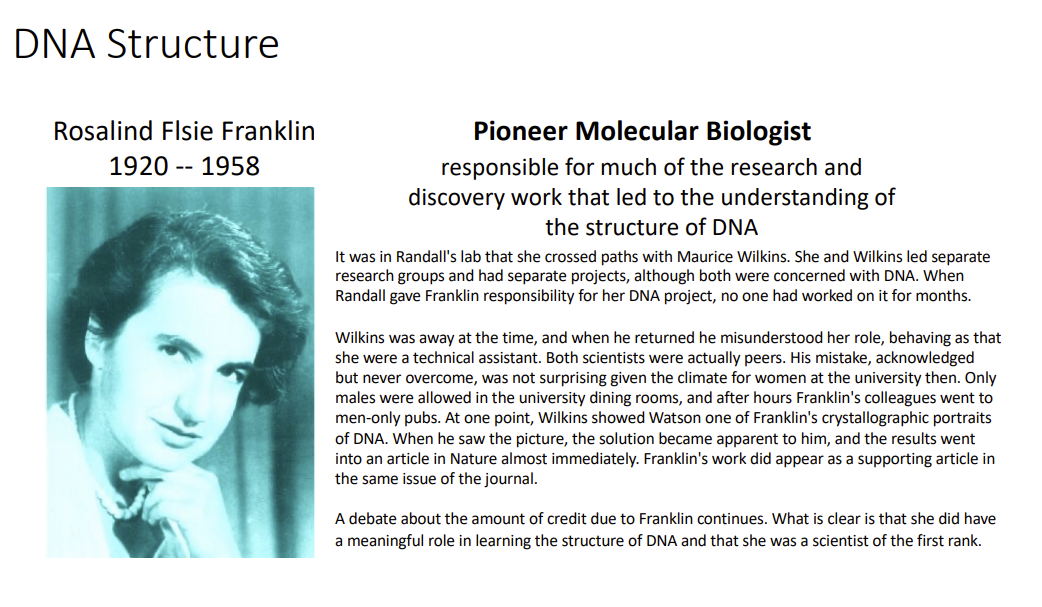 DNA Structure
Rosalind Flsie Franklin
1920 -- 1958
Pioneer Molecular Biologist
responsible for much of the research and
discovery work that led to the understanding of
the structure of DNA
It was in Randall's lab that she crossed paths with Maurice Wilkins. She and Wilkins led separate
research groups and had separate projects, although both were concerned with DNA. When
Randall gave Franklin responsibility for her DNA project, no one had worked on it for months.
Wilkins was away at the time, and when he returned he misunderstood her role, behaving as that
she were a technical assistant. Both scientists were actually peers. His mistake, acknowledged
but never overcome, was not surprising given the climate for women at the university then. Only
males were allowed in the university dining rooms, and after hours Franklin's colleagues went to
men-only pubs. At one point, Wilkins showed Watson one of Franklin's crystallographic portraits
of DNA. When he saw the picture, the solution became apparent to him, and the results went
into an article in Nature almost immediately. Franklin's work did appear as a supporting article in
the same issue of the journal.
A debate about the amount of credit due to Franklin continues. What is clear is that she did have
a meaningful role in learning the structure of DNA and that she was a scientist of the first rank.